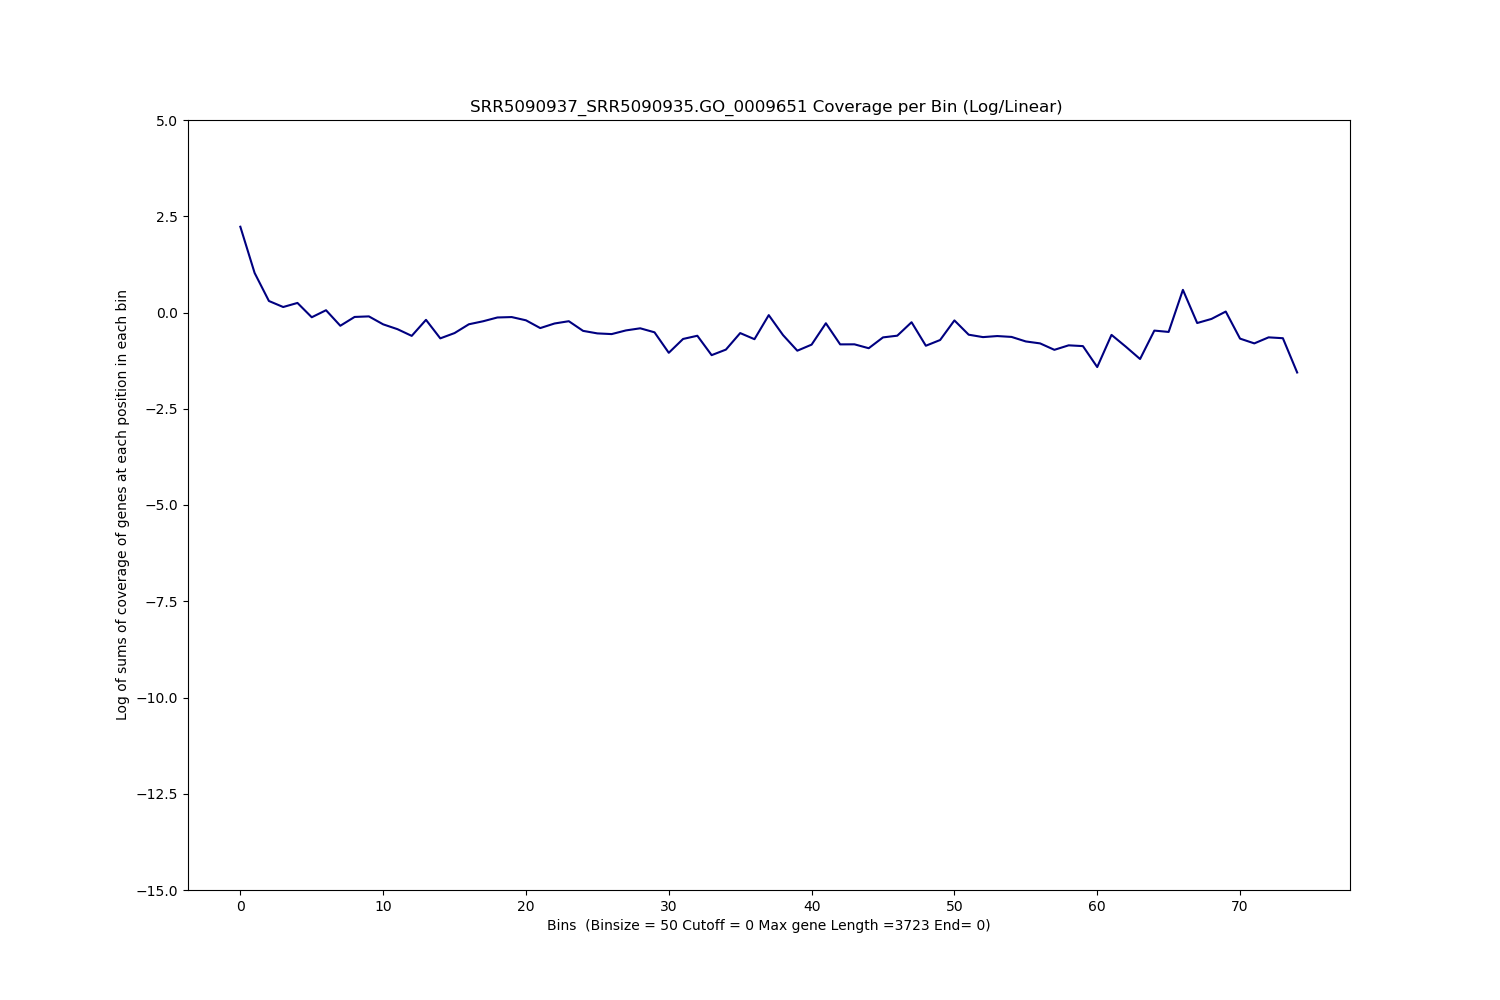 SRR5090937_SRR5090935.GO_0009651 Coverage per Bin (Log/Linear)
Log of sums of coverage of genes at each position in each bin
5.0
2.5
0.0
−2.5
−5.0
−7.5
−10.0
−12.5
−15.0
0 10 20 30 40 50 60 70
Bins  (Binsize = 50 Cutoff = 0 Max gene Length =3723 End= 0)